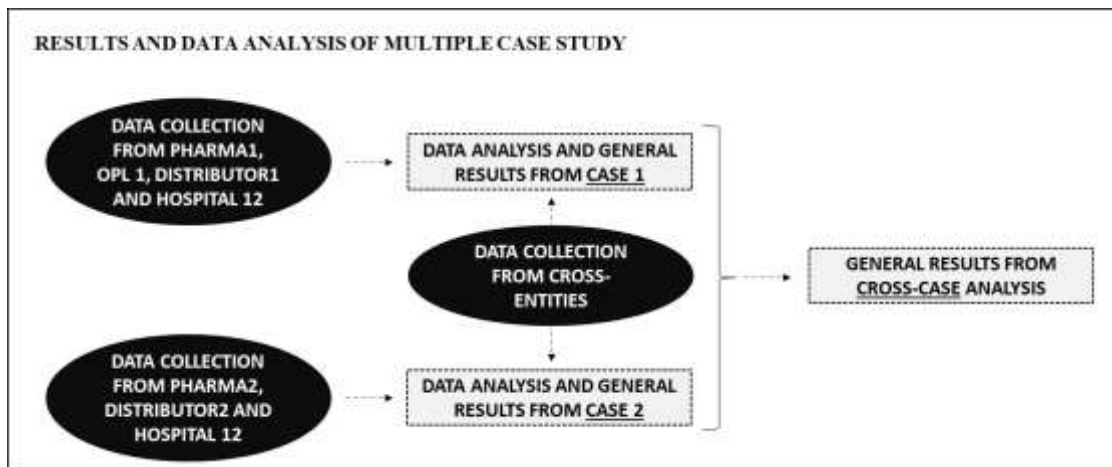 RESULTS AND DATA ANALYSIS OF MULTIPLE CASE STUDY
DATA COLLECTION
FROM PHARMA1,
OPL 1, DISTRIBUTOR1
AND HOSPITAL 12
DATA ANALYSIS AND GENERAL
RESULTS FROM CASE 1
DATA COLLECTION
FROM CROSS-
ENTITIES
GENERAL RESULTS FROM
CROSS-CASE ANALYSIS
DATA COLLECTION
FROM PHARMA2,
DISTRIBUTOR2 AND
HOSPITAL 12
DATA ANALYSIS AND GENERAL
RESULTS FROM CASE 2